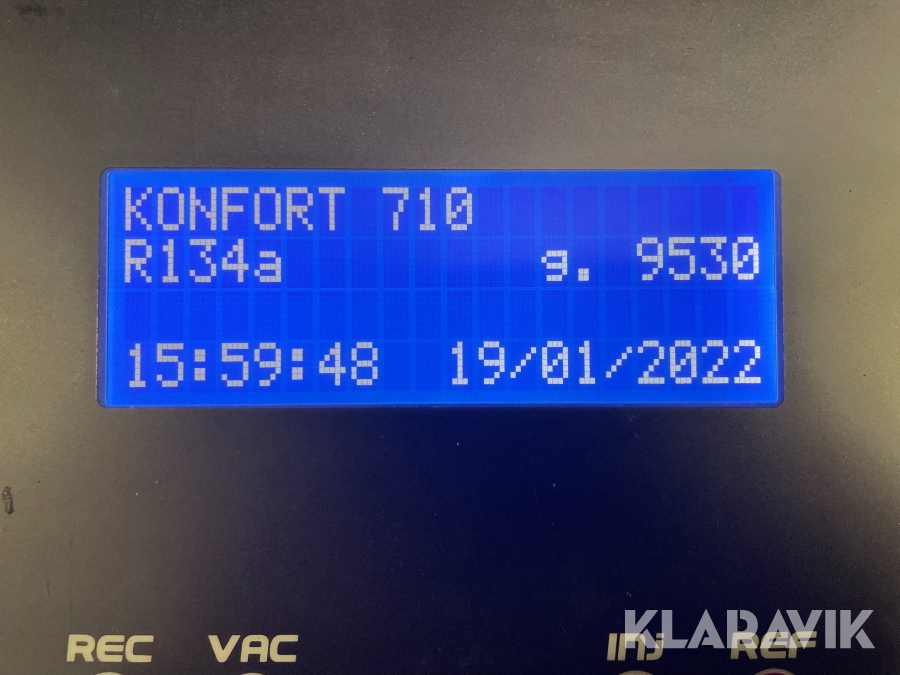 KONFORT 710
R134a g. 9530
15:59:48 19/01/2022
REC VAC INJ REF
KLARAVIK